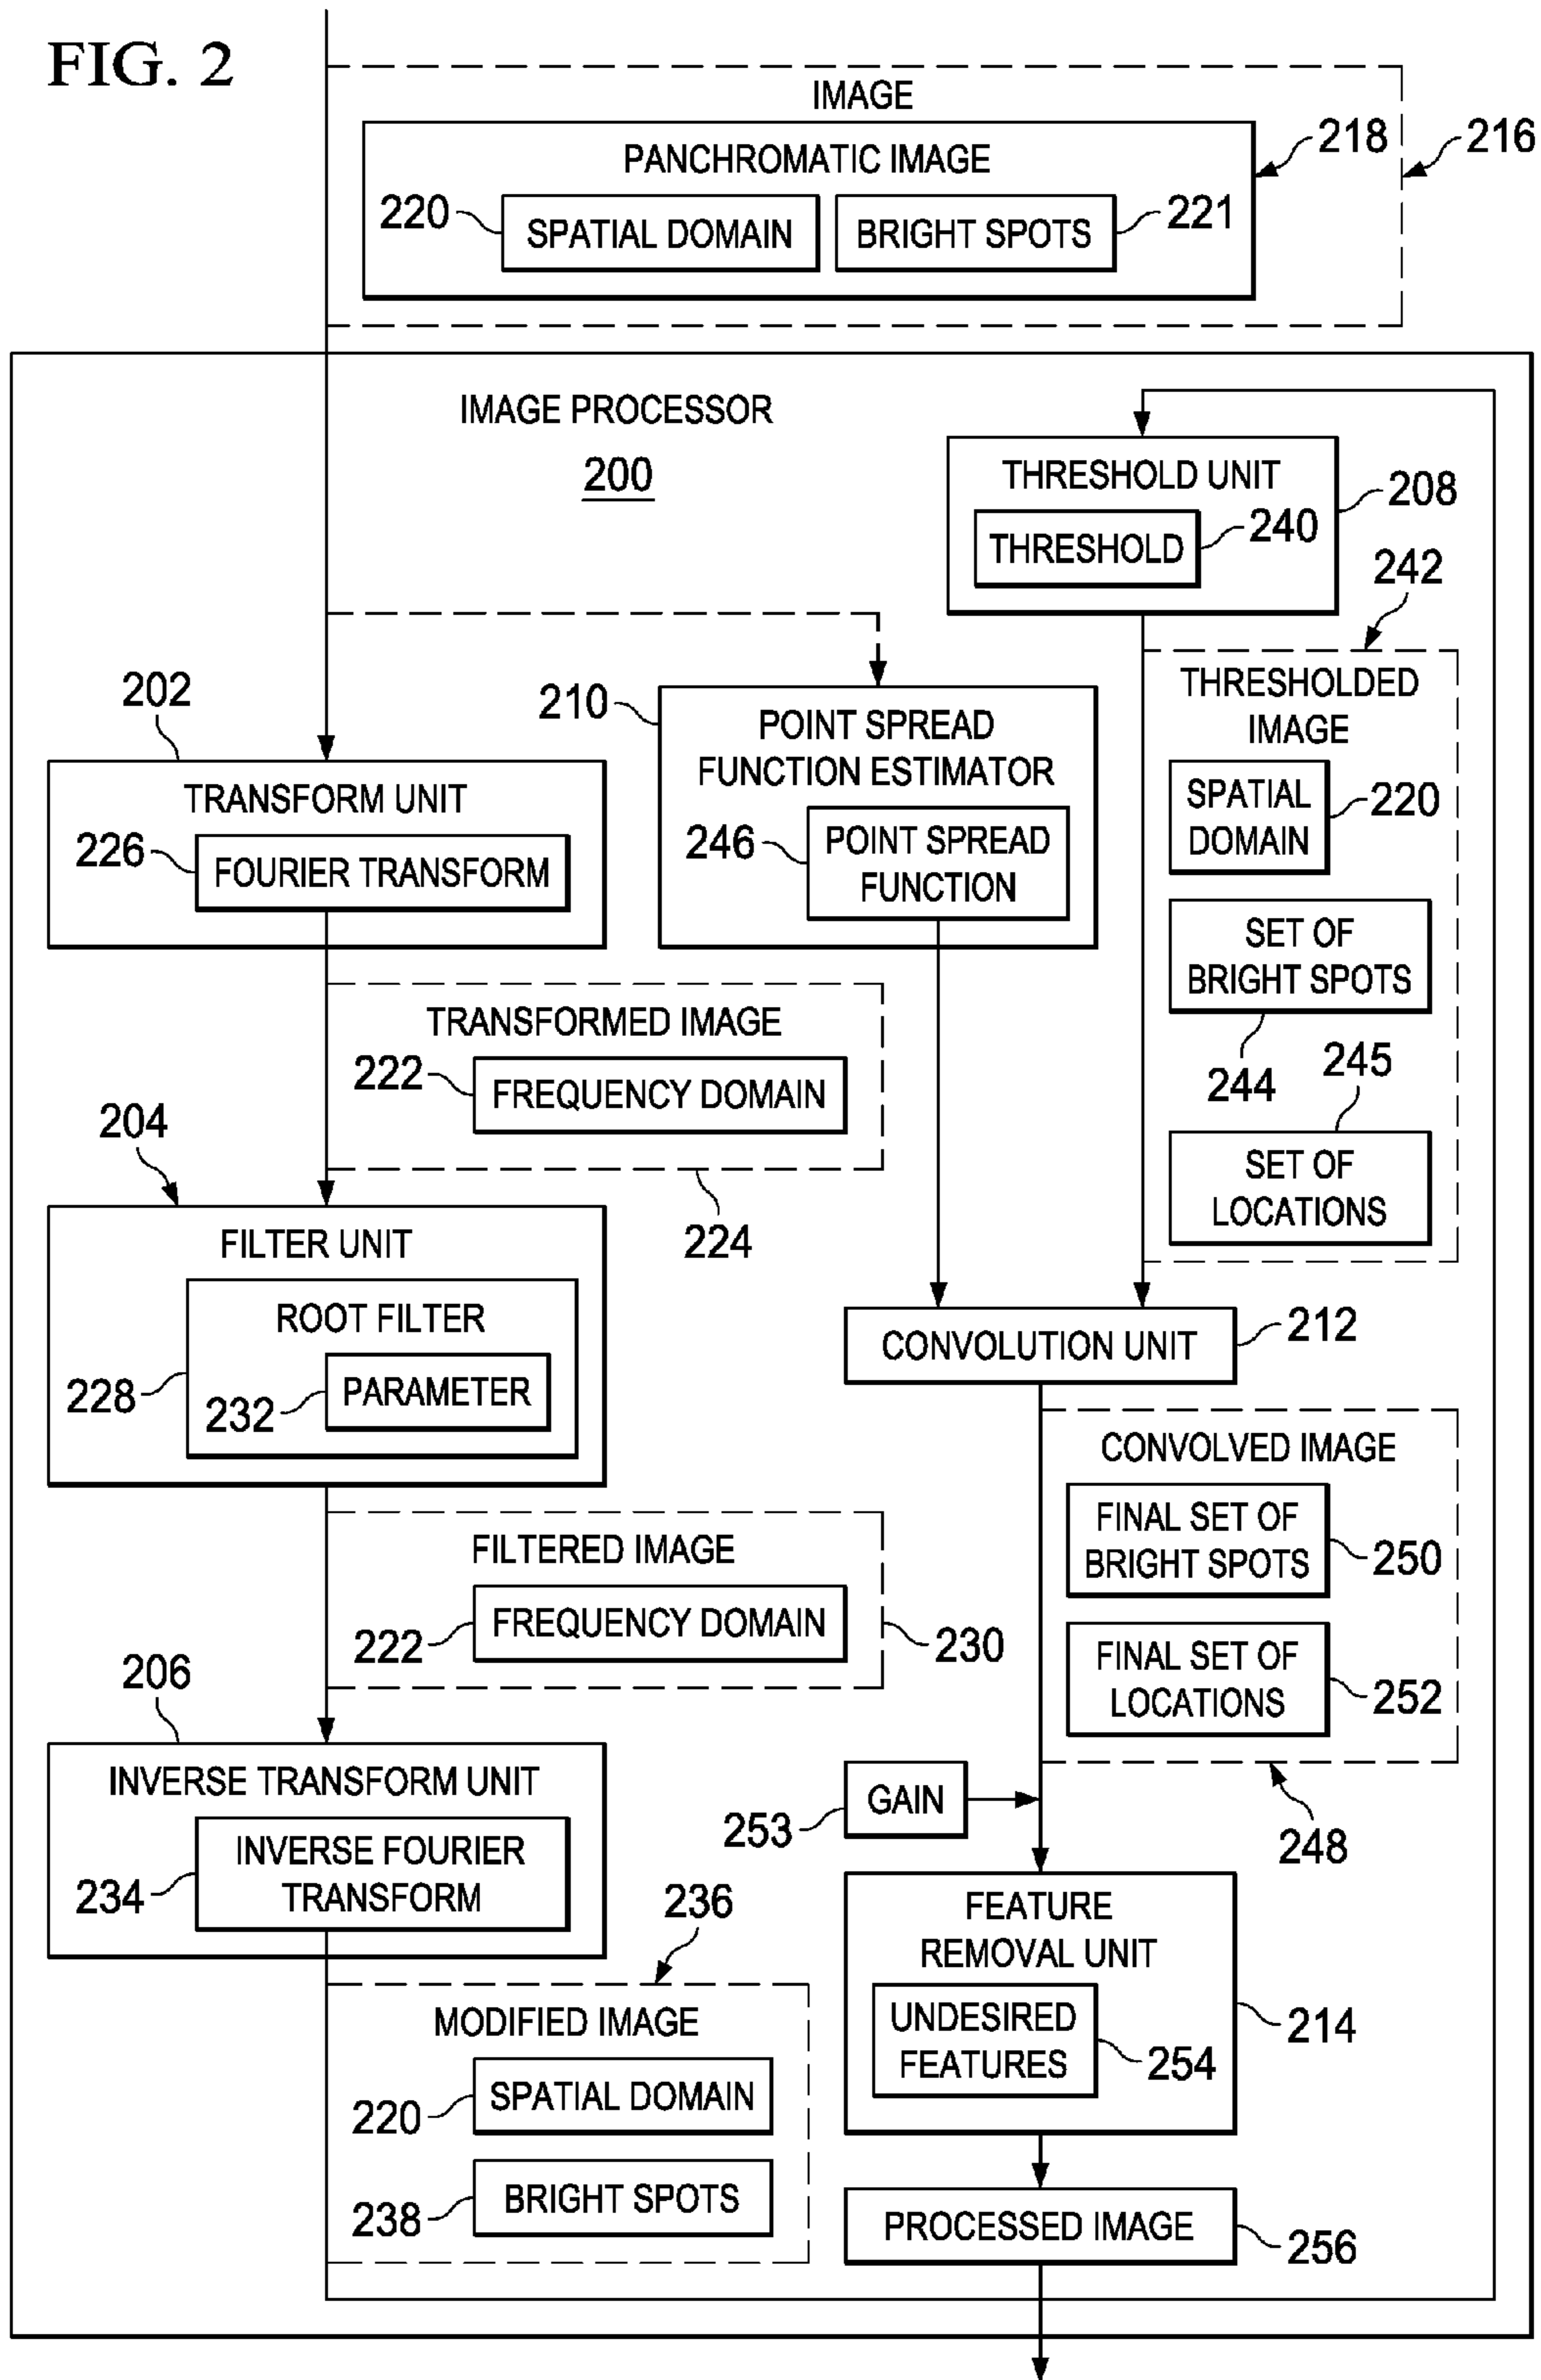 FIG. 2
IMAGE
PANCHROMATIC IMAGE
218
216
220
SPATIAL DOMAIN
BRIGHT SPOTS
221
IMAGE PROCESSOR
200
THRESHOLD UNIT
208
THRESHOLD
240
242
THRESHOLDED
IMAGE
SPATIAL
DOMAIN
220
SET OF
BRIGHT SPOTS
244
245
SET OF
LOCATIONS
202
TRANSFORM UNIT
226
FOURIER TRANSFORM
210
POINT SPREAD
FUNCTION ESTIMATOR
246
POINT SPREAD
FUNCTION
TRANSFORMED IMAGE
222
FREQUENCY DOMAIN
224
204
FILTER UNIT
ROOT FILTER
228
232
PARAMETER
CONVOLUTION UNIT
212
CONVOLVED IMAGE
FINAL SET OF
BRIGHT SPOTS
250
FINAL SET OF
LOCATIONS
252
248
FILTERED IMAGE
222
FREQUENCY DOMAIN
230
206
INVERSE TRANSFORM UNIT
234
INVERSE FOURIER
TRANSFORM
GAIN
253
FEATURE
REMOVAL UNIT
214
UNDESIRED
FEATURES
254
236
MODIFIED IMAGE
220
SPATIAL DOMAIN
238
BRIGHT SPOTS
PROCESSED IMAGE
256